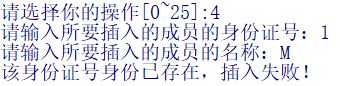 请选择你的操作[0~25]:4
请输入所要插入的成员的身份证号：1
请输入所要插入的成员的名称：M
该身份证号身份已存在，插入失败！